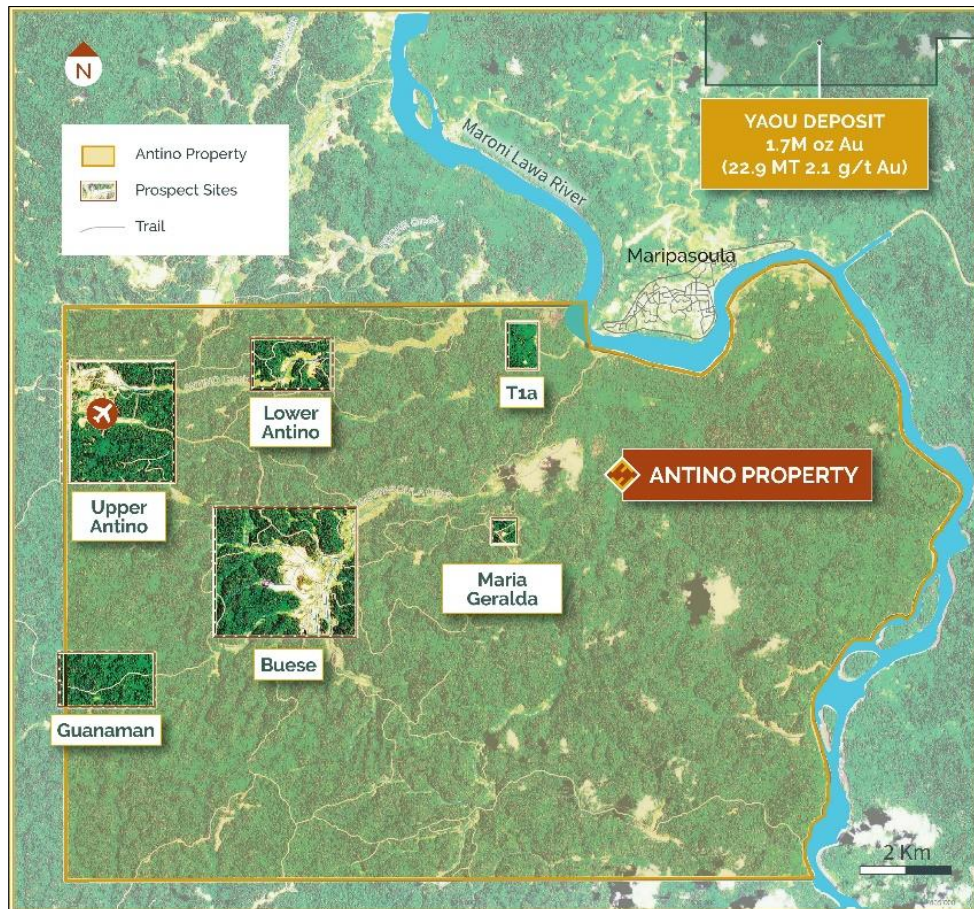 N
Antino Property
Prospect Sites
Trail
Maroni Lawa River
YAOU DEPOSIT
1.7M oz Au
(22.9 MT 2.1 g/t Au)
Maripasoula
T1a
Lower
Antino
ANTINO PROPERTY
Upper
Antino
Maria
Geralda
Buese
Guanaman
2 Km